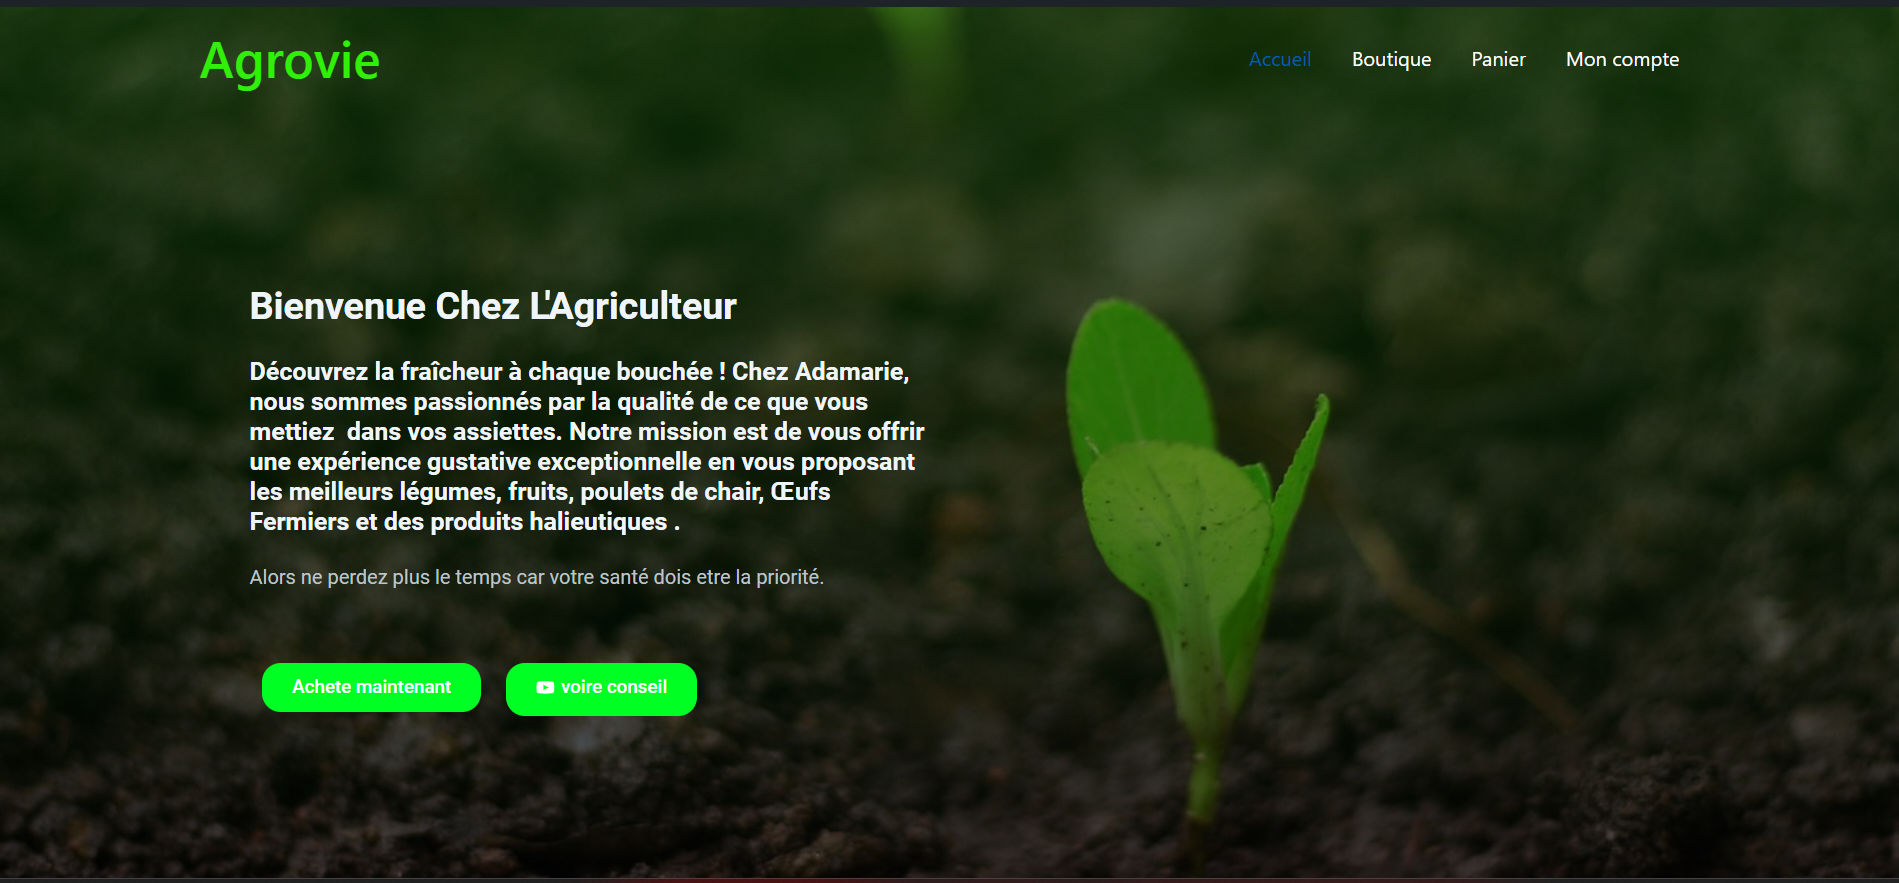 Agrovie
Accueil Boutique Panier Mon compte
Bienvenue Chez L'Agriculteur
Découvrez la fraîcheur à chaque bouchée ! Chez Adamarie,
nous sommes passionnés par la qualité de ce que vous
mettiez  dans vos assiettes. Notre mission est de vous offrir
une expérience gustative exceptionnelle en vous proposant
les meilleurs légumes, fruits, poulets de chair, Œufs
Fermiers et des produits halieutiques .
Alors ne perdez plus le temps car votre santé dois etre la priorité.
Achete maintenant voire conseil